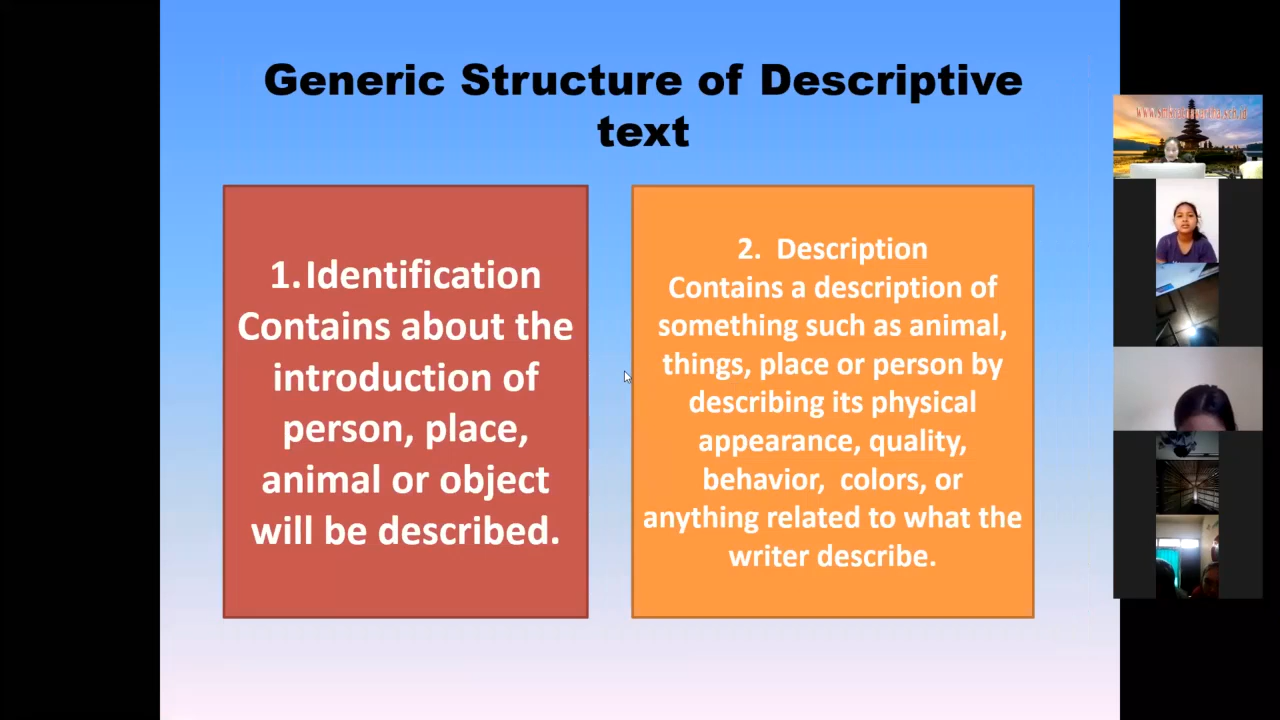 Generic Structure of Descriptive
text
1. Identification
Contains about the
introduction of
person, place,
animal or object
will be described.
2. Description
Contains a description of
something such as animal,
things, place or person by
describing its physical
appearance, quality,
behavior, colors, or
anything related to what the
writer describe.